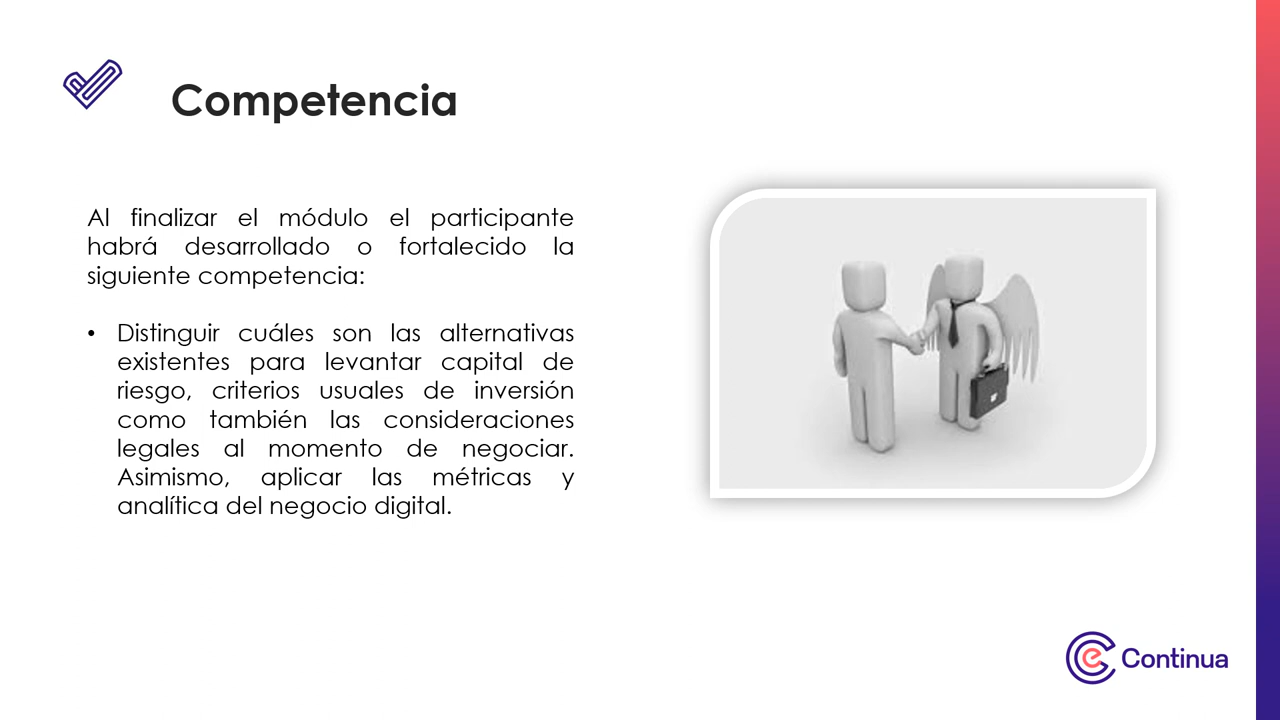 Competencia
Al finalizar el módulo el participante
habrá desarrollado o fortalecido la
siguiente competencia:
• Distinguir cuáles son las alternativas
existentes para levantar capital de
riesgo, criterios usuales de inversión
como también las consideraciones
legales al momento de negociar.
Asimismo, aplicar las métricas y
analítica del negocio digital.
e Continua